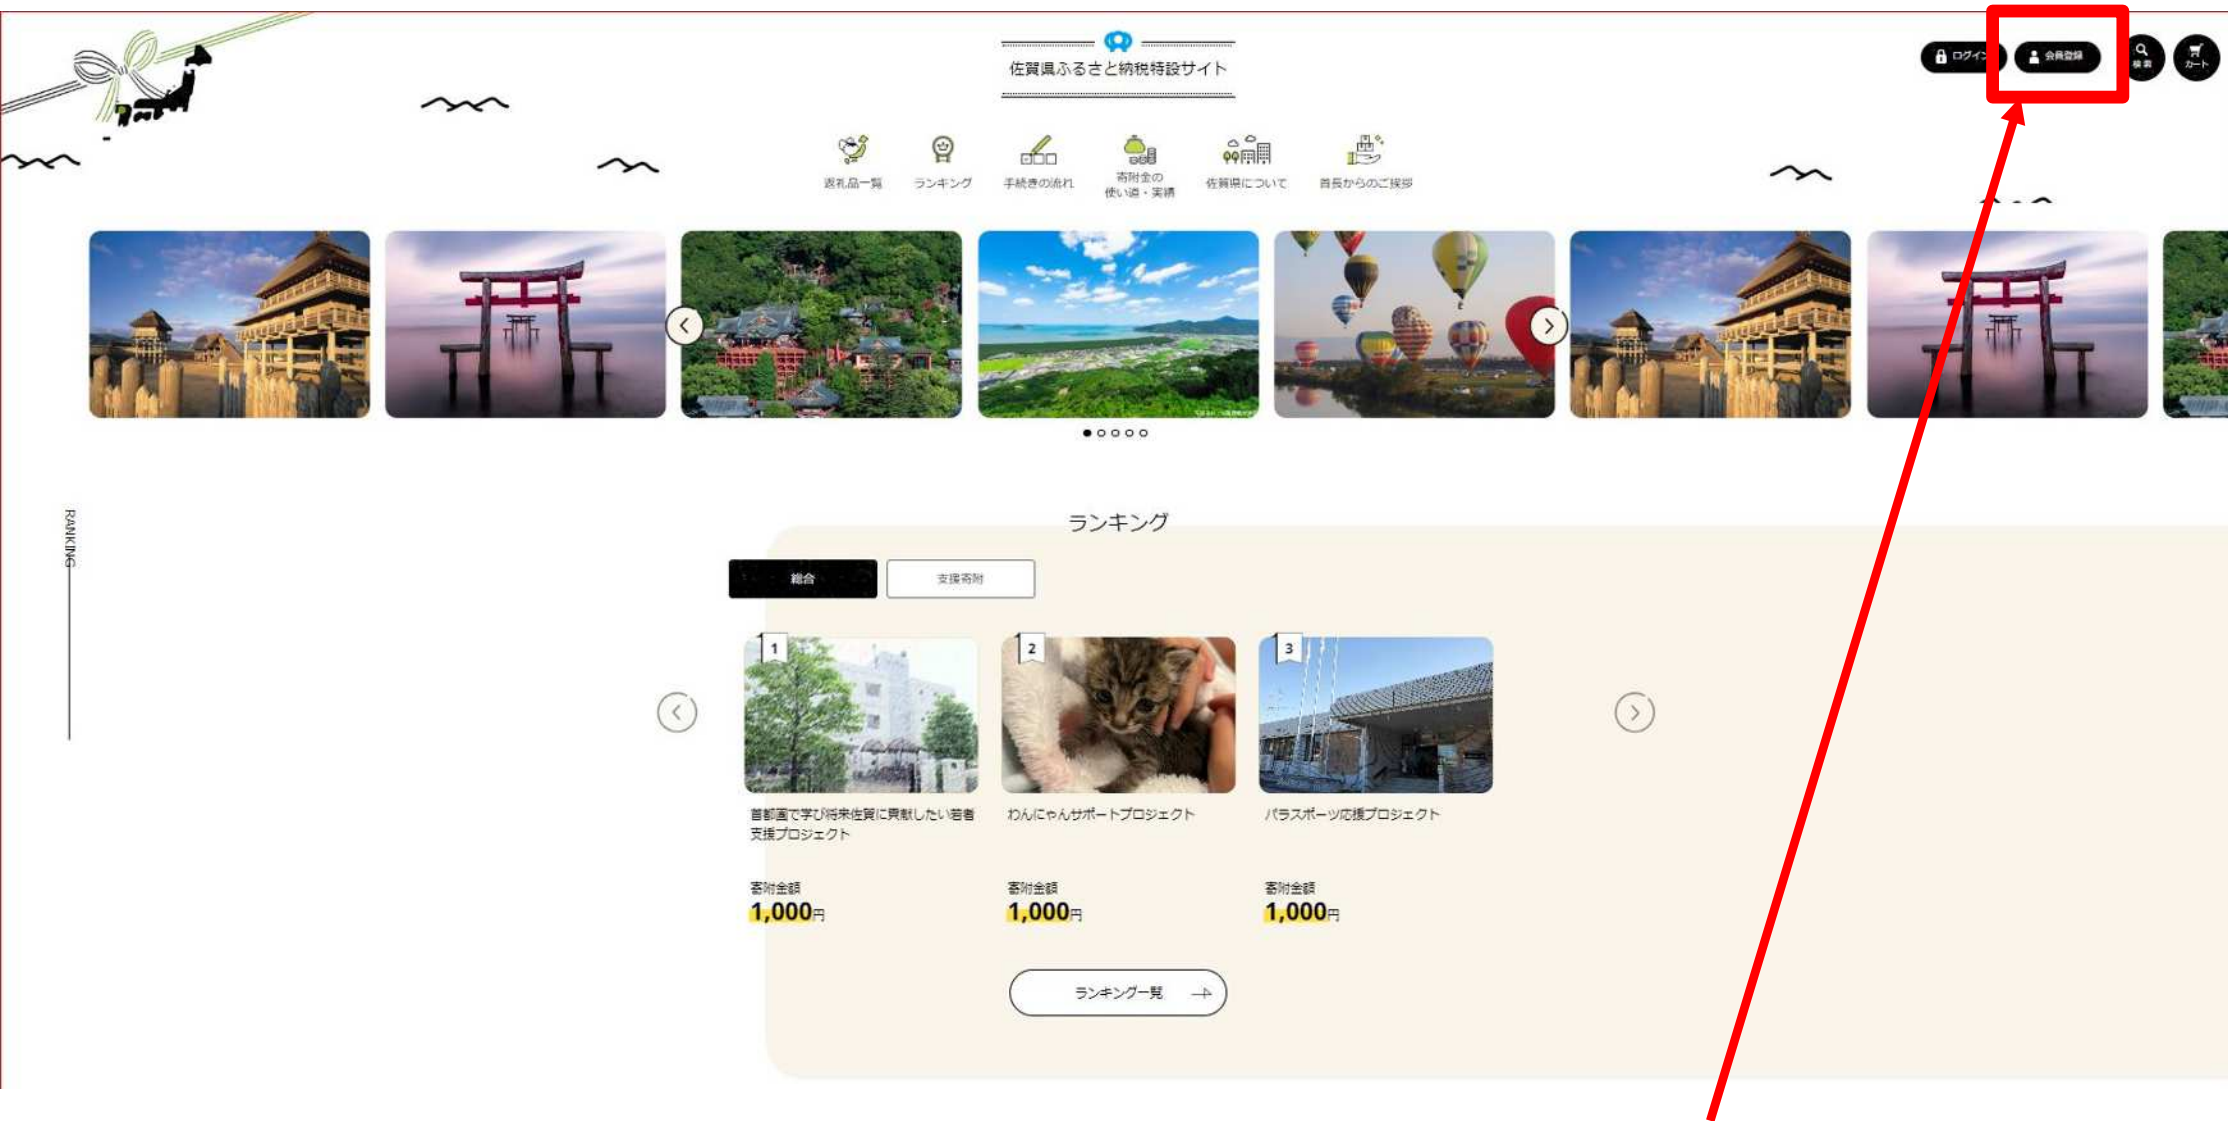 佐賀県ふるさと納税特設サイト
ログイン
会員登録
検索
カート
返礼品一覧
ランキング
手続きの流れ
寄附金の
使い道・実績
佐賀県について
首長からのご挨拶
RANKING
ランキング
総合
支援寄附
1
2
3
首都圏で学び将来佐賀に貢献したい若者
支援プロジェクト
わんにゃんサポートプロジェクト
パラスポーツ応援プロジェクト
寄附金額
1,000円
寄附金額
1,000円
寄附金額
1,000円
ランキング一覧